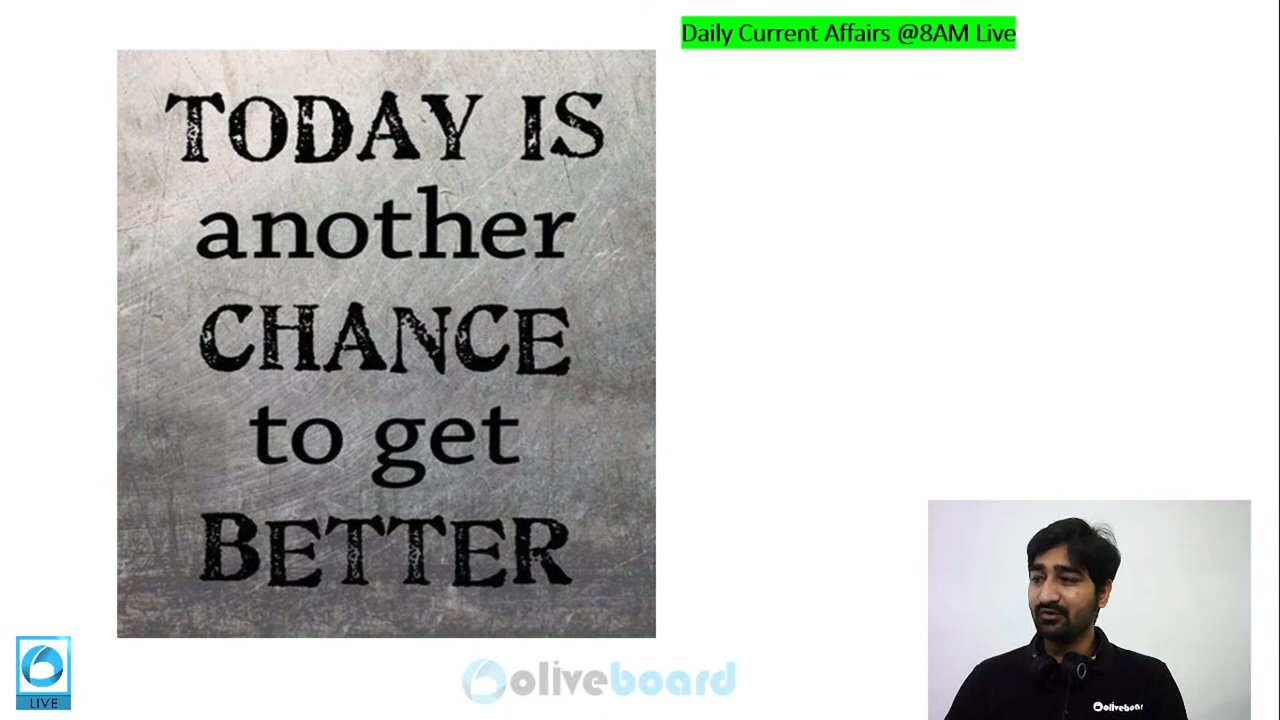 Daily Current Affairs @8AM Live
TODAY IS
another
CHANCE
to get
BETTER
LIVE
oliveboard
oliveboard